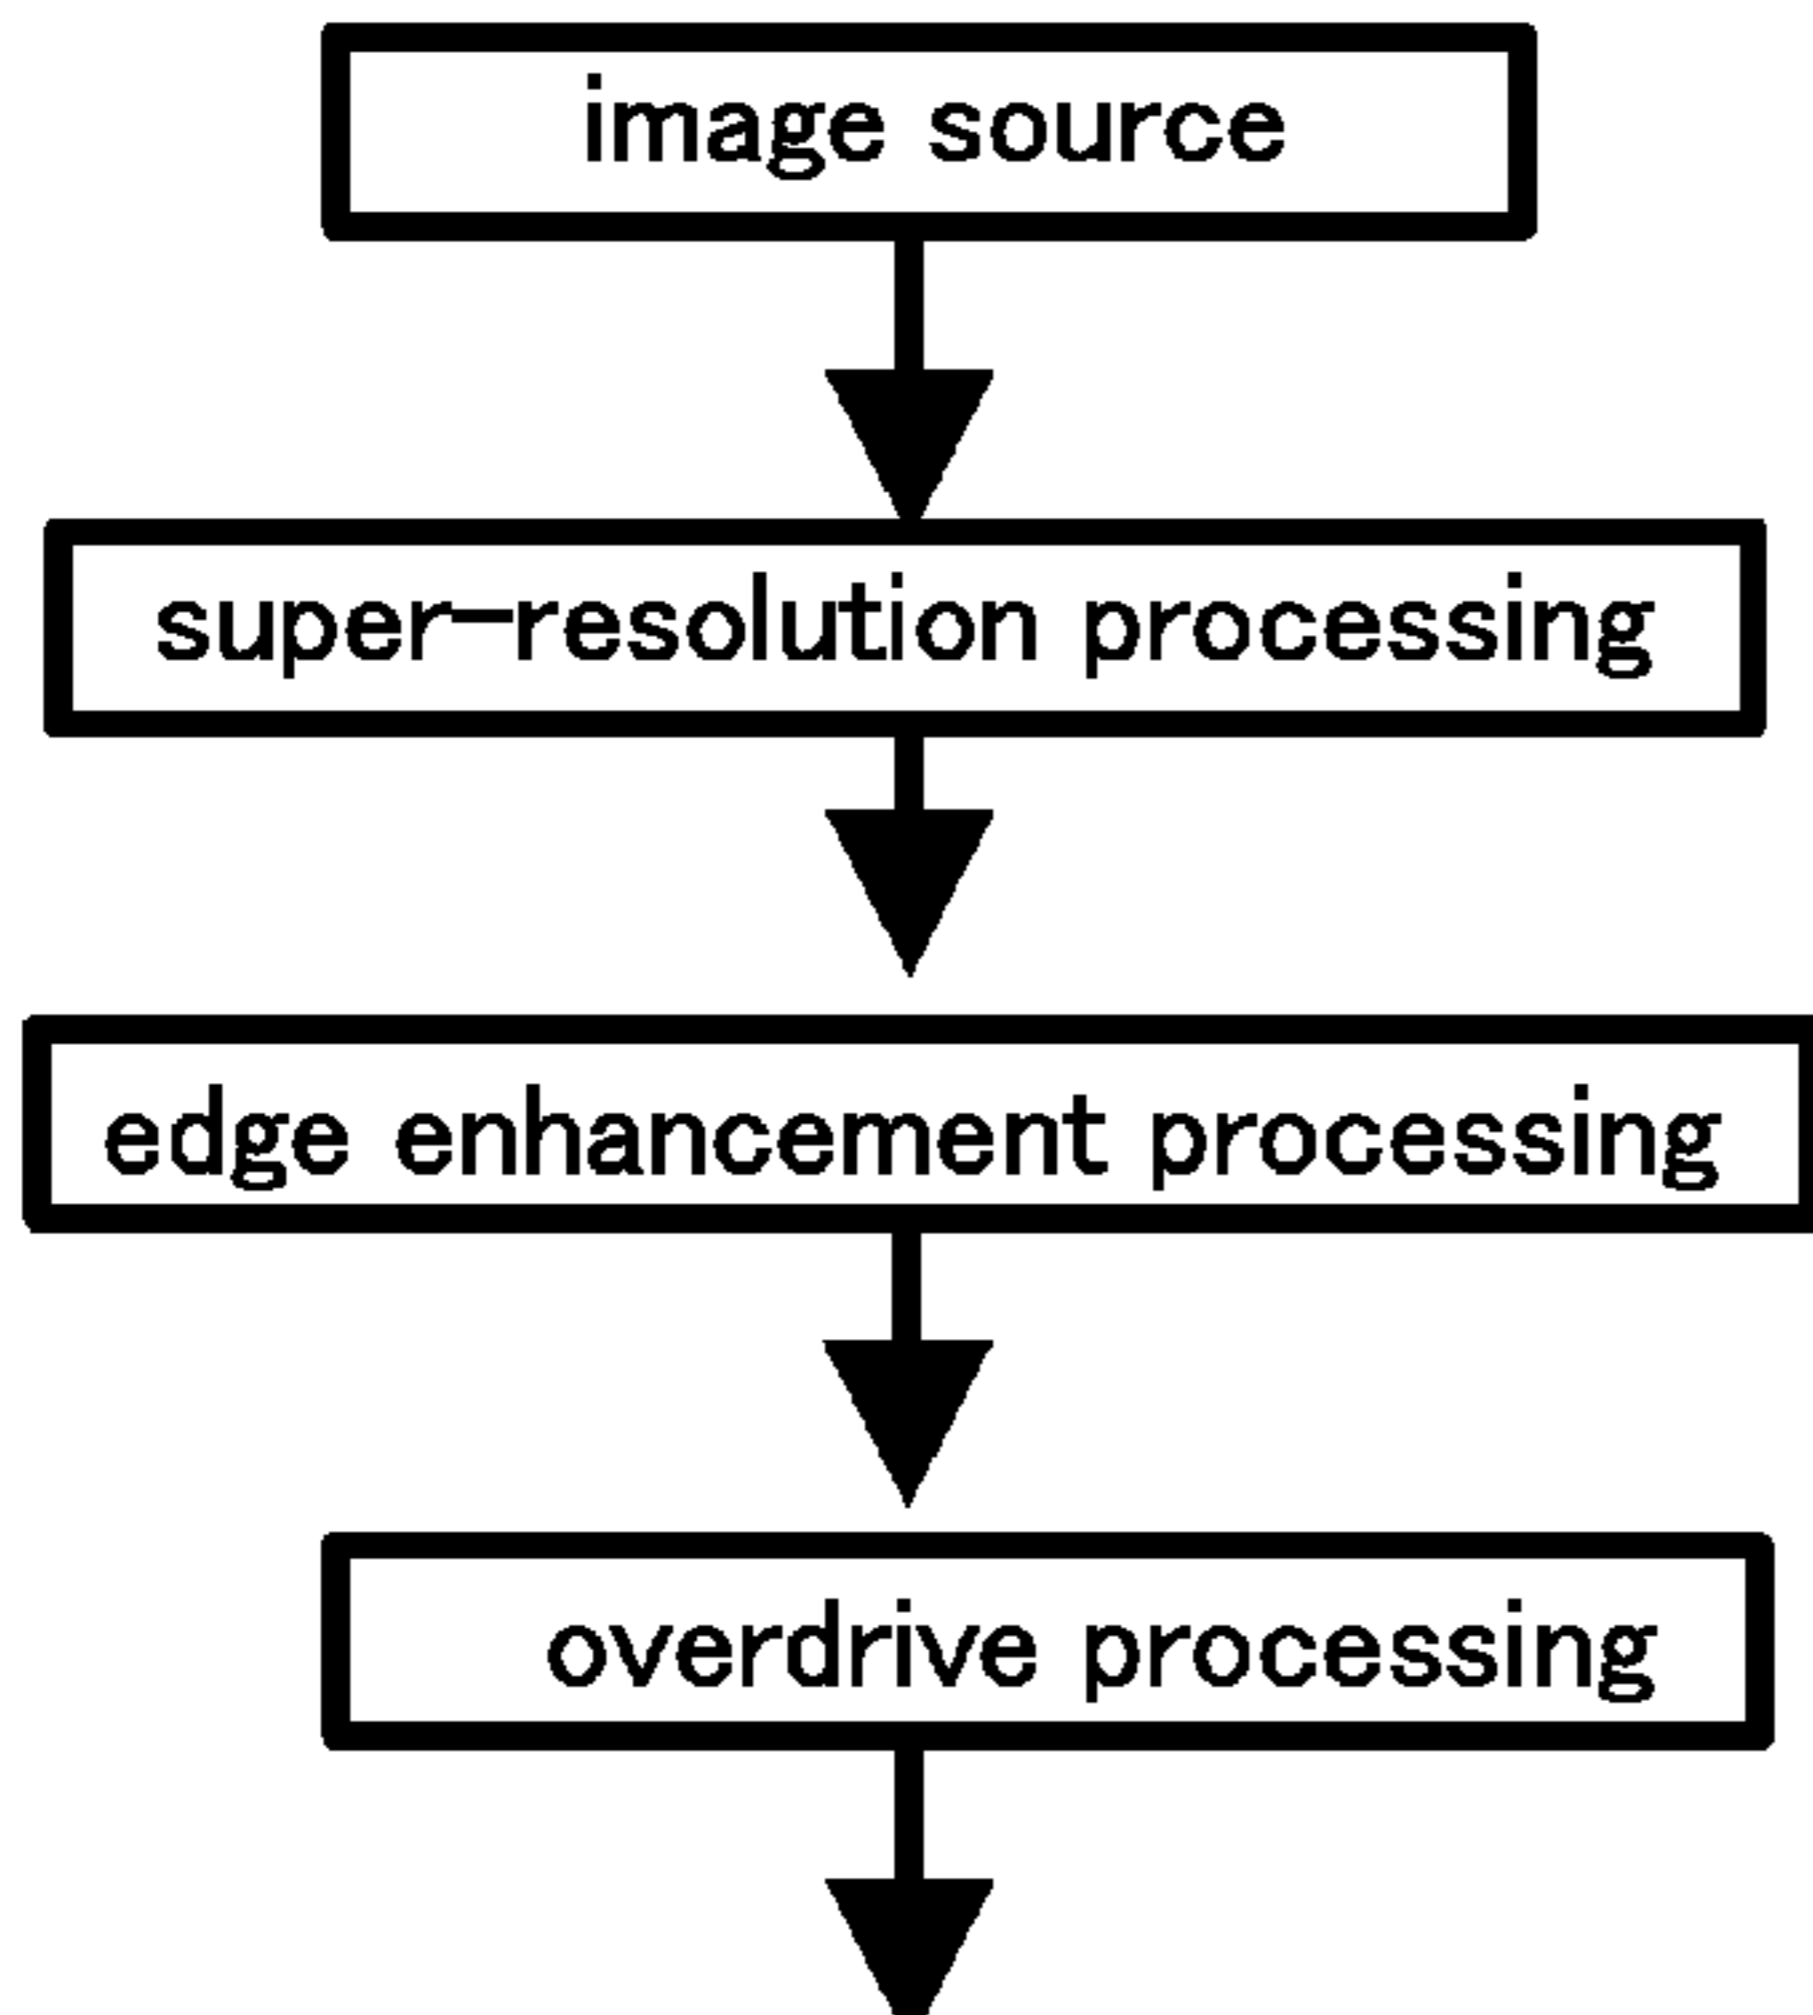 image source
super-resolution processing
edge enhancement processing
overdrive processing